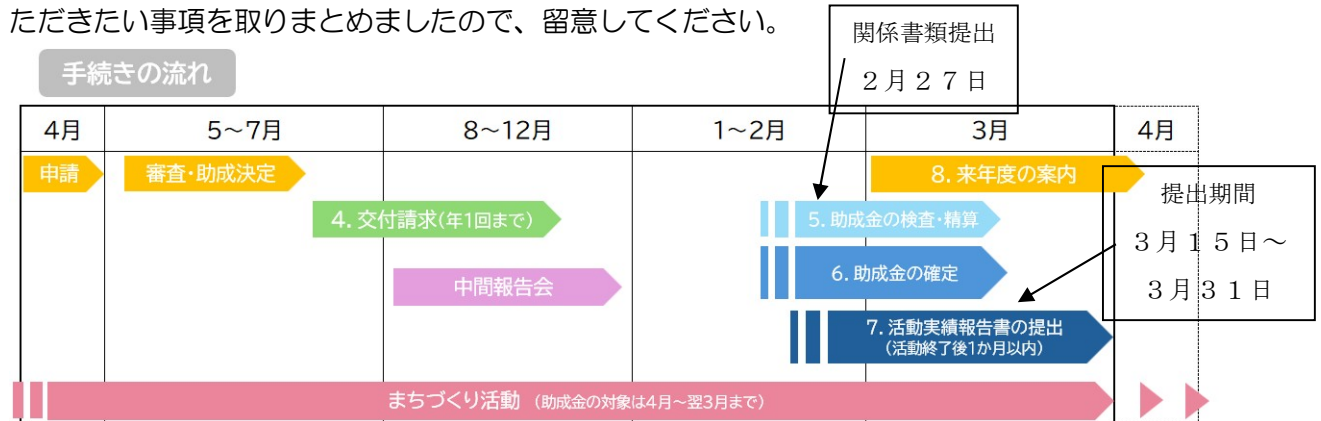 ただきたい事項を取りまとめましたので、留意してください。
関係書類提出
２月２７日
手続きの流れ
4月
5～7月
8～12月
1～2月
3月
4月
申請
審査・助成決定
8. 来年度の案内
提出期間
３月１５日～
３月３１日
4. 交付請求(年1回まで)
5. 助成金の検査・精算
中間報告会
6. 助成金の確定
7. 活動実績報告書の提出
(活動終了後1か月以内)
まちづくり活動 (助成金の対象は4月～翌3月まで)